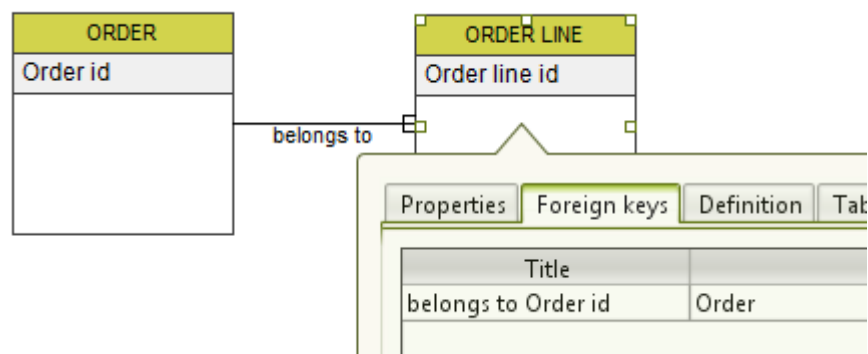 ORDER
Order id
ORDER LINE
Order line id
belongs to
Properties Foreign keys Definition
Title
belongs to Order id Order